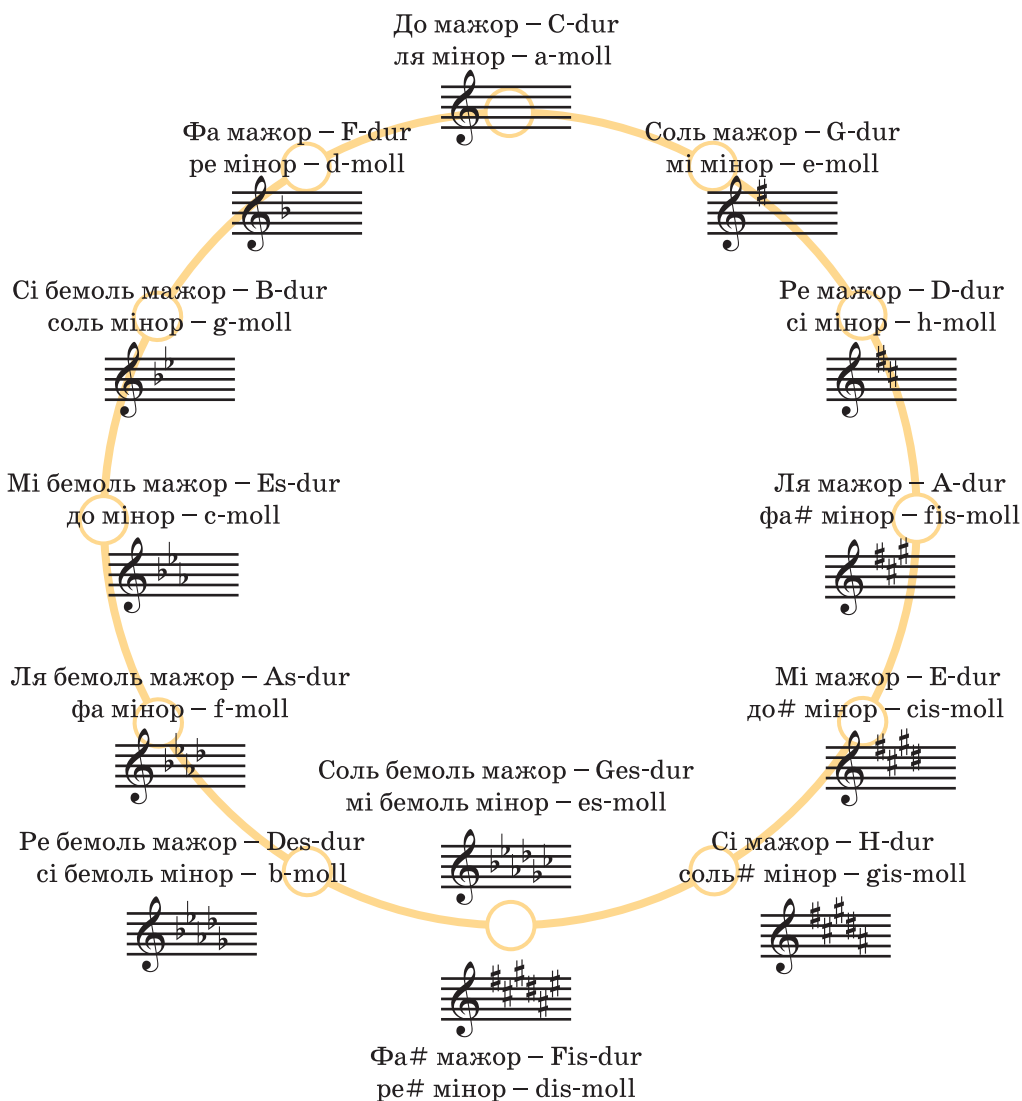 До мажор – C-dur
ля мінор – a-moll
Фа мажор – F-dur
ре мінор – d-moll
Соль мажор – G-dur
мі мінор – e-moll
Сі бемоль мажор – B-dur
соль мінор – g-moll
Ре мажор – D-dur
сі мінор – h-moll
Мі бемоль мажор – Es-dur
до мінор – c-moll
Ля мажор – A-dur
фа# мінор – fis-moll
Ля бемоль мажор – As-dur
фа мінор – f-moll
Мі мажор – E-dur
до# мінор – cis-moll
Соль бемоль мажор – Ges-dur
мі бемоль мінор – es-moll
Ре бемоль мажор – Des-dur
сі бемоль мінор - b-moll
Сі мажор – H-dur
соль# мінор – gis-moll
Фа# мажор – Fis-dur
ре# мінор – dis-moll